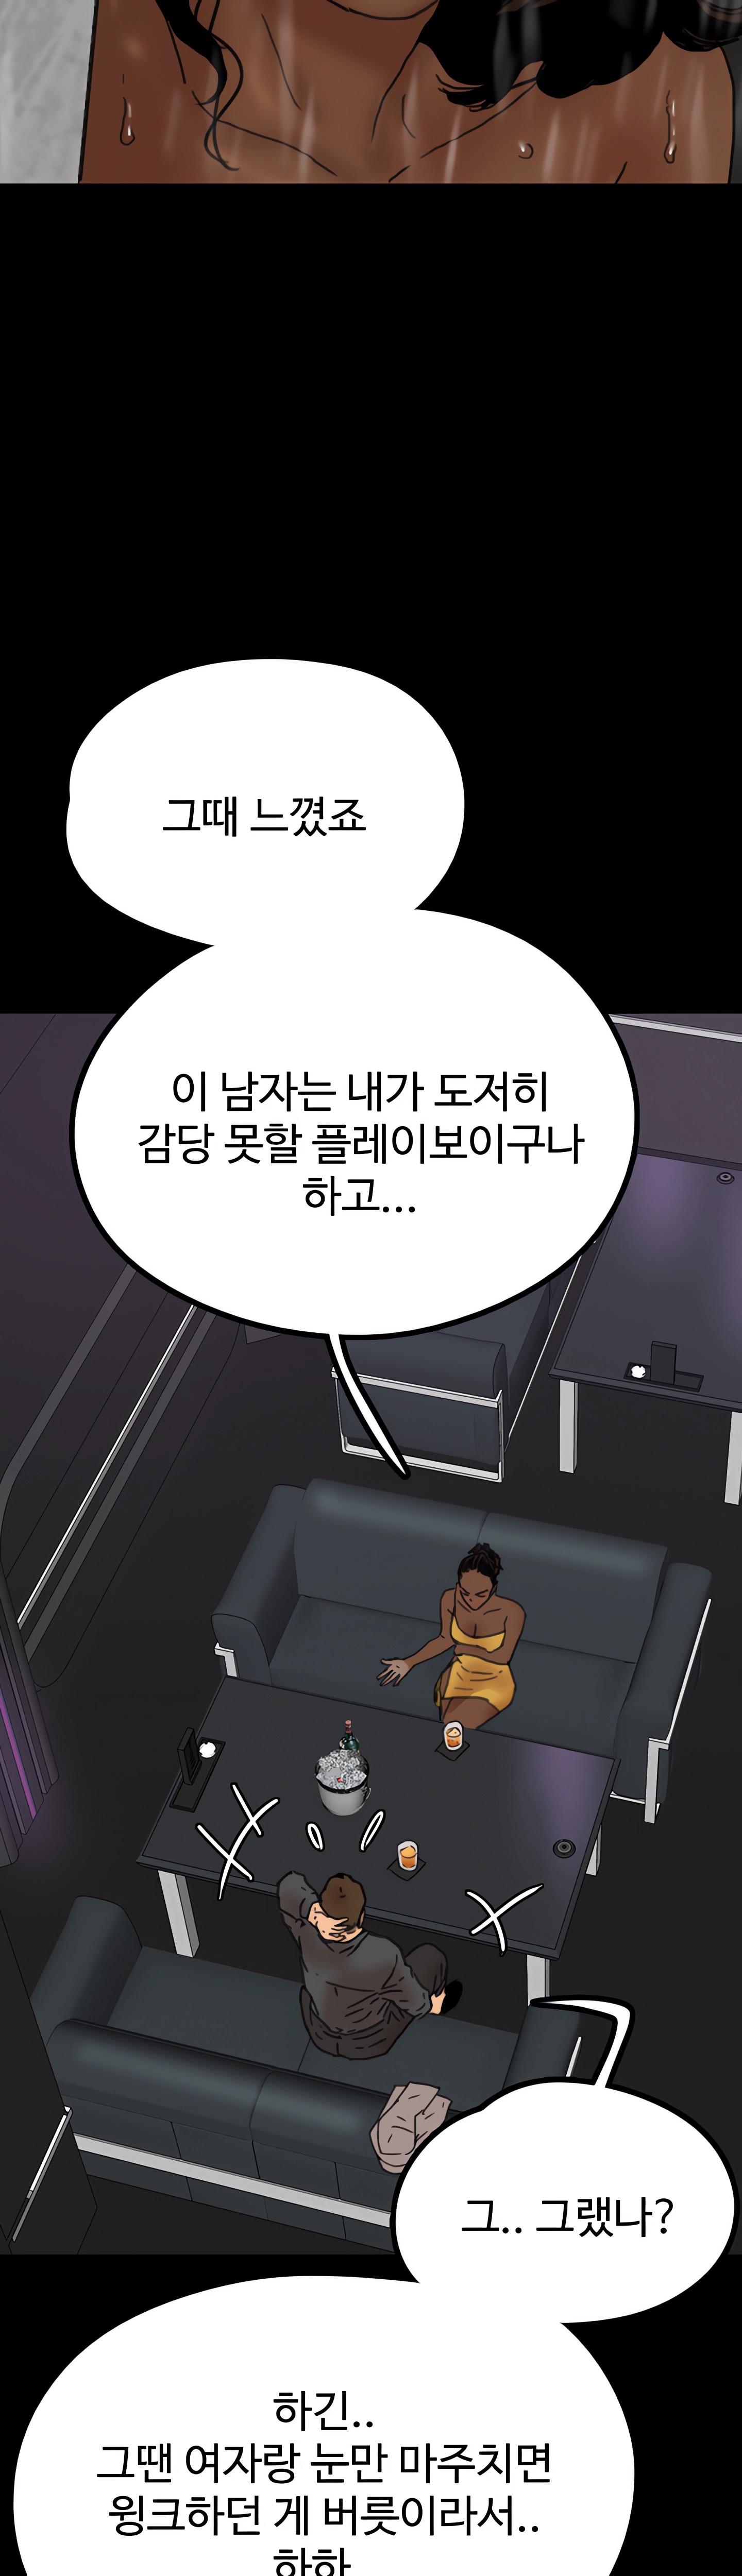 그때 느꼈죠
이 남자는 내가 도저히
감당 못할 플레이보이구나
하고...
그.. 그랬나?
하긴..
그땐 여자랑 눈만 마주치면
윙크하던 게 버릇이라서..
하하